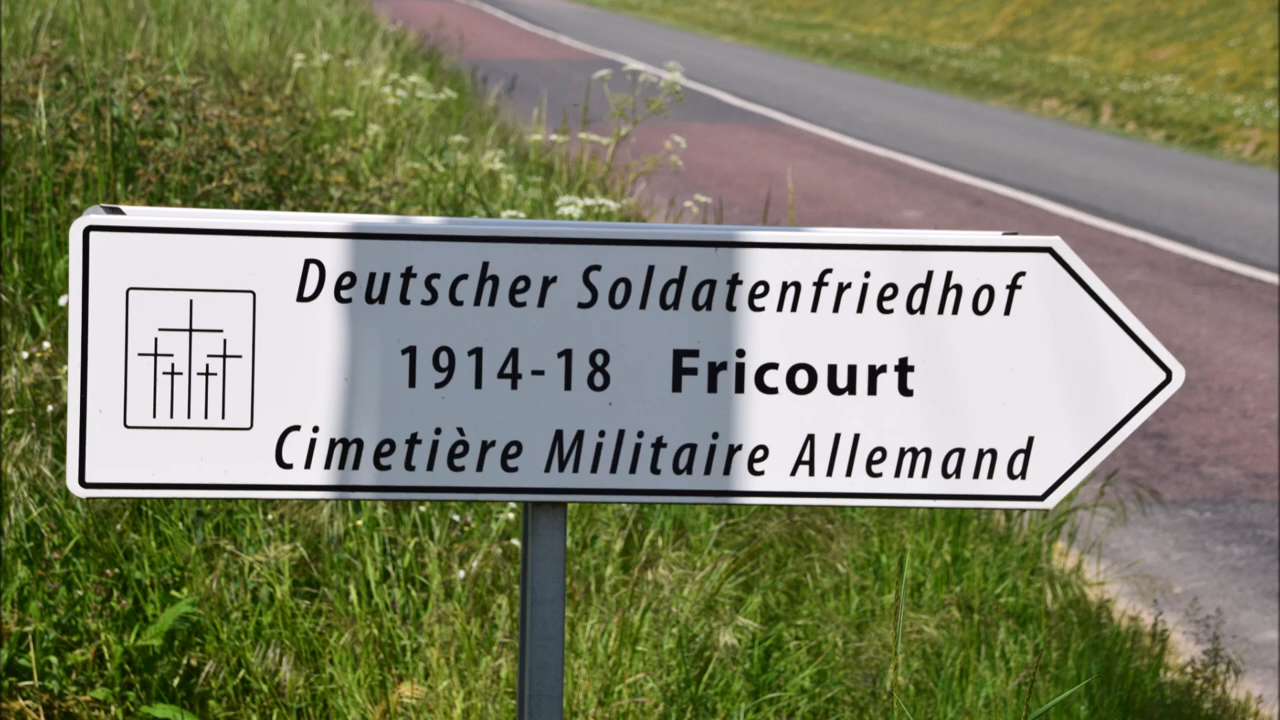 Deutscher Soldatenfriedhof
1914-18 Fricourt
Cimetière Militaire Allemand